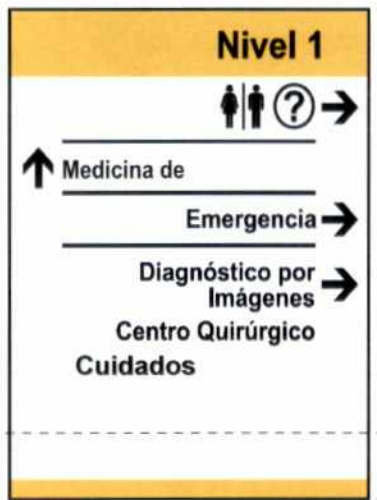 Nivel 1
?
Medicina de
Emergencia
Diagnóstico por
Imágenes
Centro Quirúrgico
Cuidados